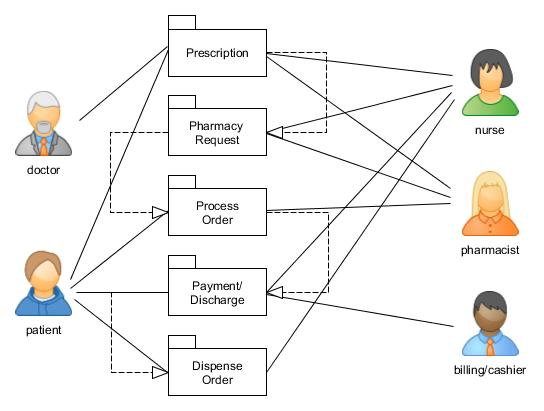 Prescription
nurse
Pharmacy
Request
doctor
Process
Order
pharmacist
Payment/
Discharge
patient
Dispense
Order
billing/cashier